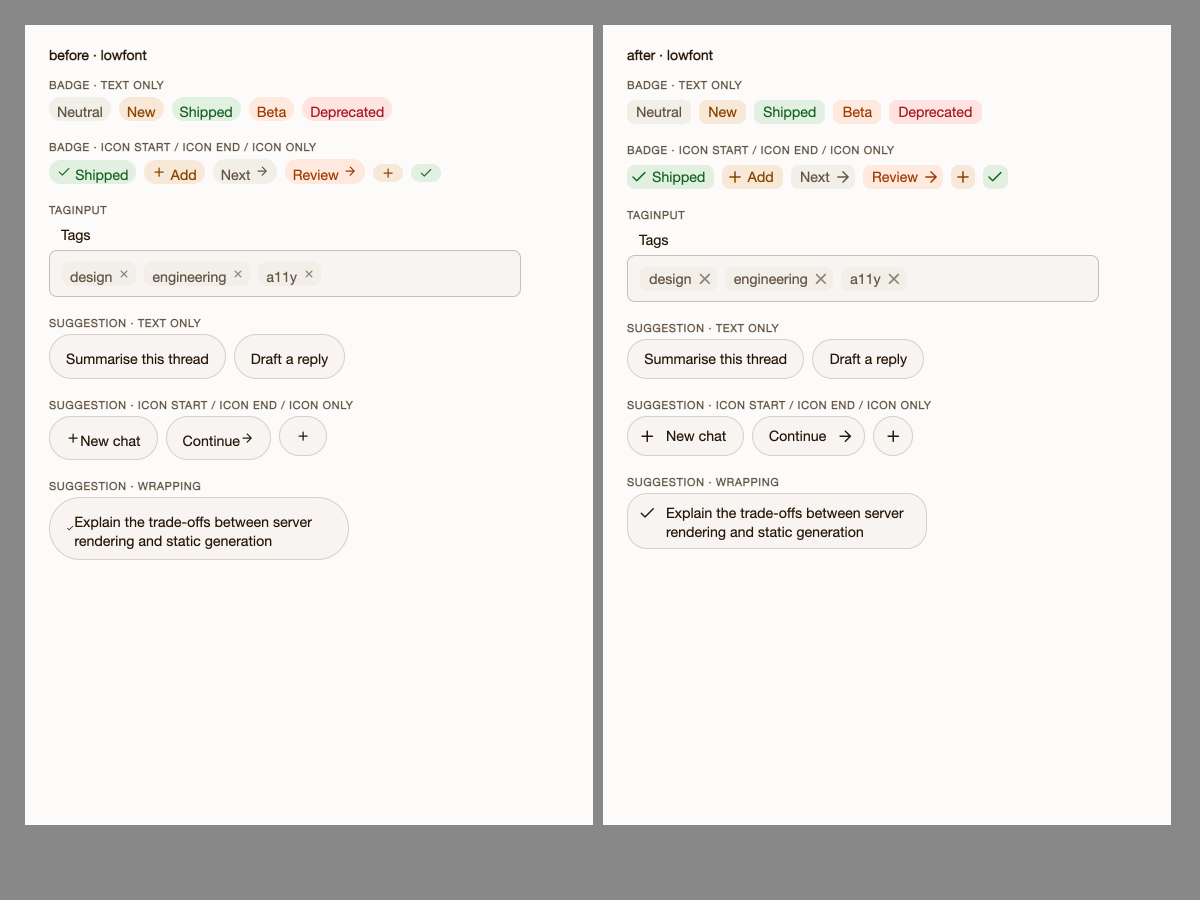 before · lowfont
BADGE · TEXT ONLY
Neutral New Shipped Beta Deprecated
BADGE · ICON START / ICON END / ICON ONLY
Shipped Add Next Review
TAGINPUT
Tags
design engineering a11y
SUGGESTION · TEXT ONLY
Summarise this thread Draft a reply
SUGGESTION · ICON START / ICON END / ICON ONLY
New chat Continue
SUGGESTION · WRAPPING
Explain the trade-offs between server
rendering and static generation
after · lowfont
BADGE · TEXT ONLY
Neutral New Shipped Beta Deprecated
BADGE · ICON START / ICON END / ICON ONLY
Shipped Add Next Review
TAGINPUT
Tags
design engineering a11y
SUGGESTION · TEXT ONLY
Summarise this thread Draft a reply
SUGGESTION · ICON START / ICON END / ICON ONLY
New chat Continue
SUGGESTION · WRAPPING
Explain the trade-offs between server
rendering and static generation